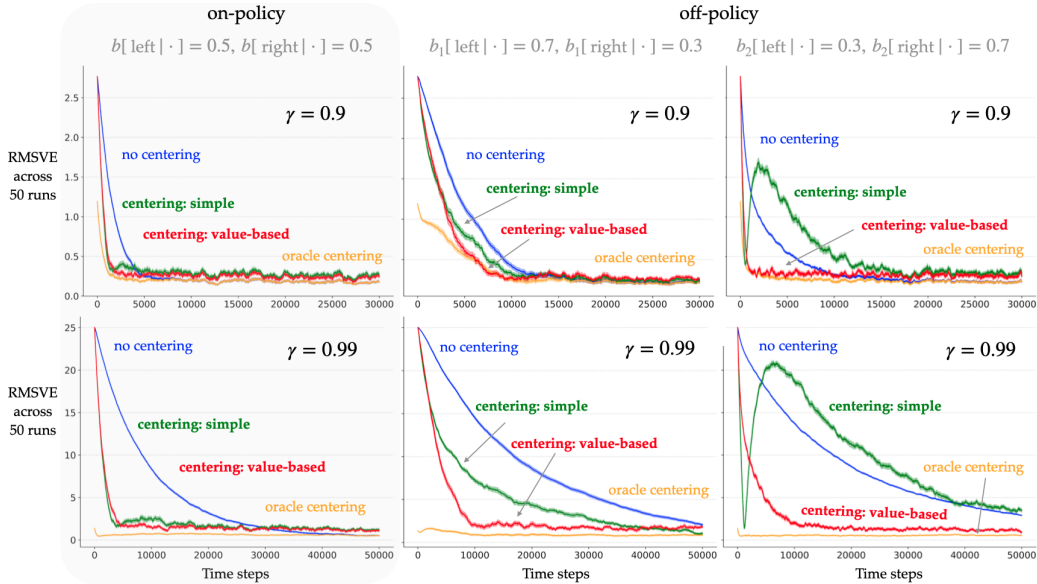 on-policy
off-policy
b[ left | · ] = 0.5, b[ right | · ] = 0.5
b₁[ left | · ] = 0.7, b₁[ right | · ] = 0.3
b₂[ left | · ] = 0.3, b₂[ right | · ] = 0.7
RMSVE
across
50 runs
2.5
2.0
1.5
1.0
0.5
0.0
γ = 0.9
no centering
centering: simple
centering: value-based
oracle centering
0
5000
10000
15000
20000
25000
30000
γ = 0.9
no centering
centering: simple
centering: value-based
oracle centering
0
5000
10000
15000
20000
25000
30000
γ = 0.9
no centering
centering: simple
centering: value-based
oracle centering
0
5000
10000
15000
20000
25000
30000
RMSVE
across
50 runs
25
20
15
10
5
0
γ = 0.99
no centering
centering: simple
centering: value-based
oracle centering
0
10000
20000
30000
40000
50000
Time steps
γ = 0.99
no centering
centering: simple
centering: value-based
oracle centering
0
10000
20000
30000
40000
50000
Time steps
γ = 0.99
no centering
centering: simple
oracle centering
centering: value-based
0
10000
20000
30000
40000
50000
Time steps